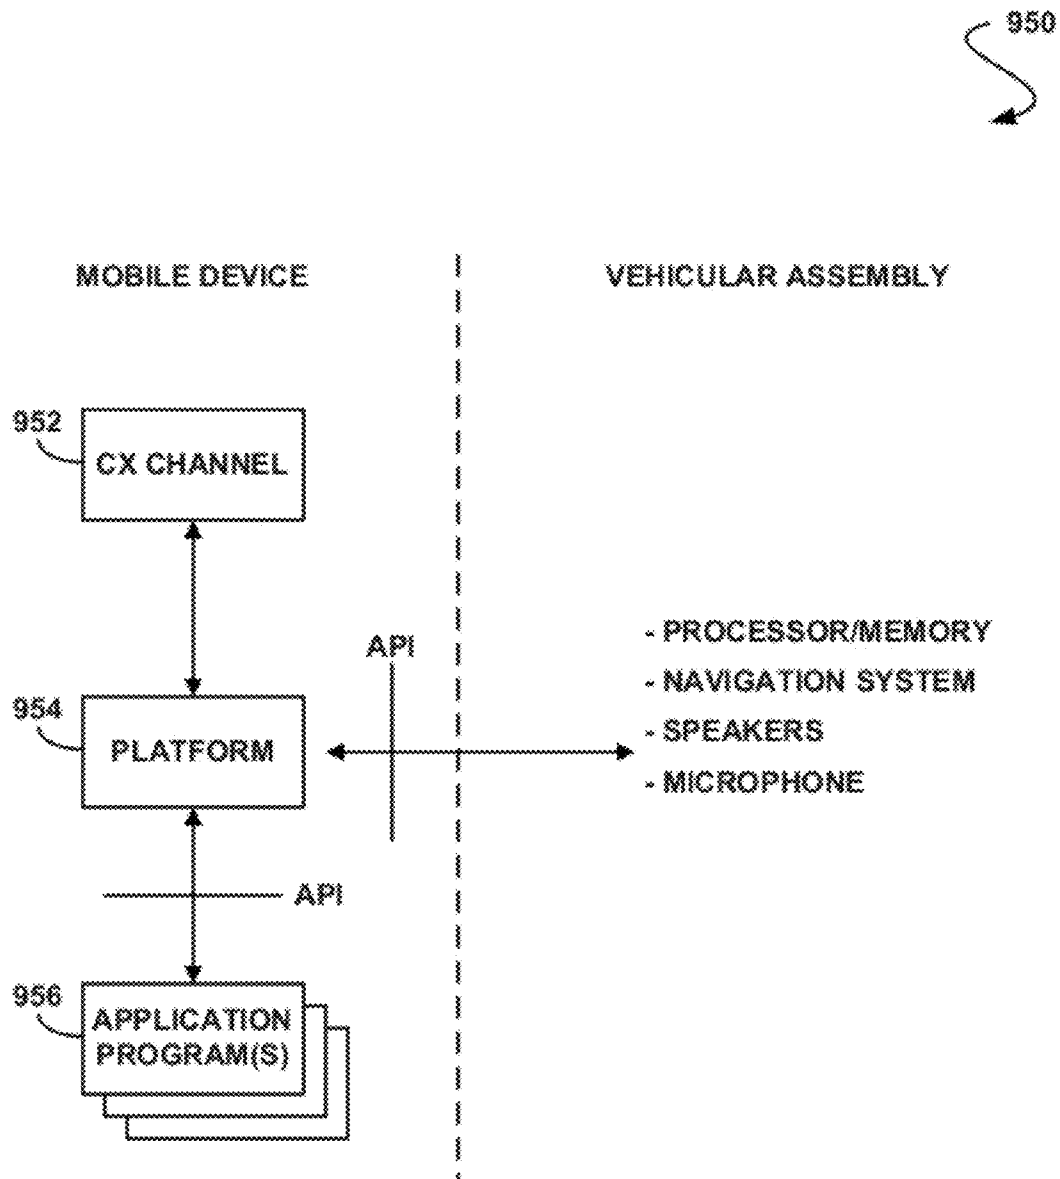 950
MOBILE DEVICE
VEHICULAR ASSEMBLY
952
CX CHANNEL
API
- PROCESSOR/MEMORY
- NAVIGATION SYSTEM
- SPEAKERS
- MICROPHONE
954
PLATFORM
API
956
APPLICATION
PROGRAM(S)